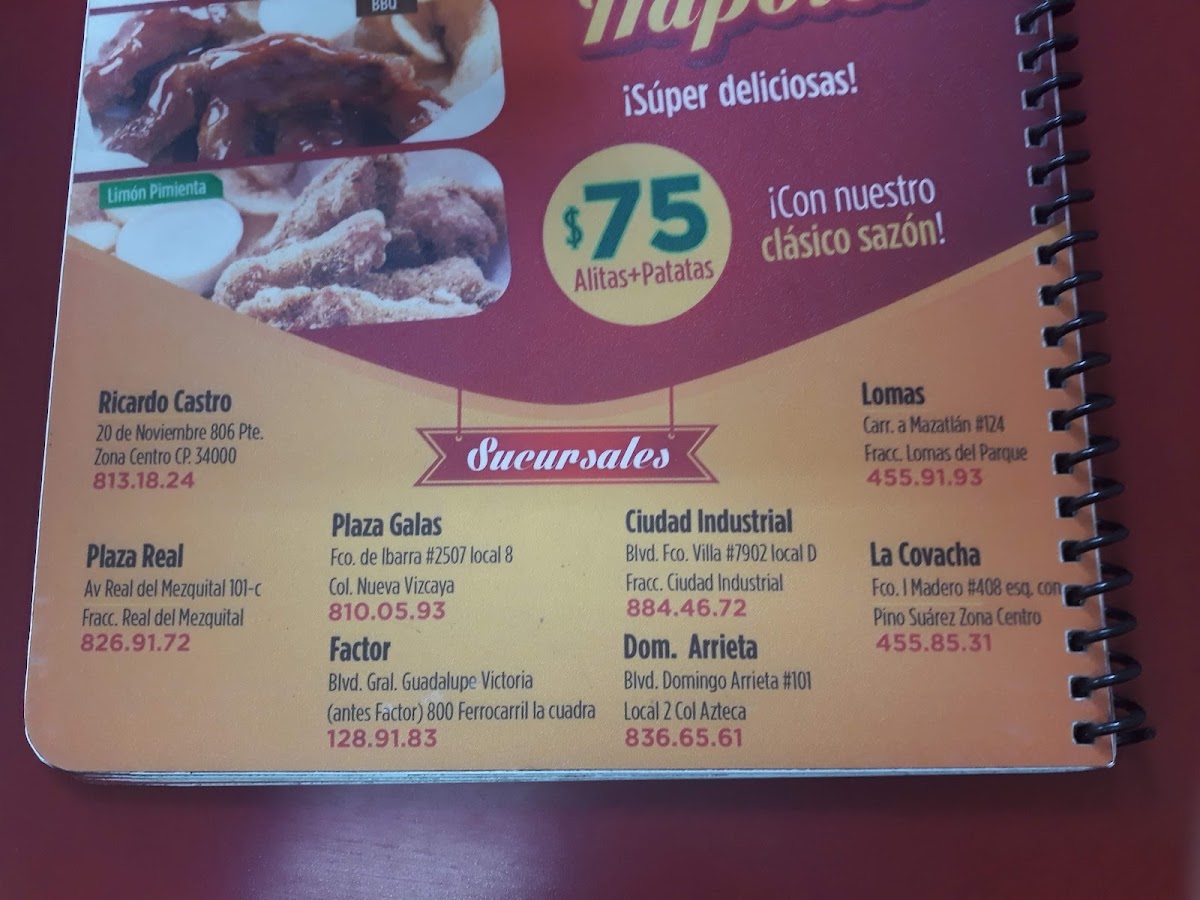 BBQ
¡Súper deliciosas!
Limón Pimienta
$75
Alitas+Patatas
¡Con nuestro
clásico sazón!
Sucursales
Ricardo Castro
20 de Noviembre 806 Pte.
Zona Centro CP. 34000
813.18.24
Plaza Real
Av Real del Mezquital 101-c
Fracc. Real del Mezquital
826.91.72
Plaza Galas
Fco. de Ibarra #2507 local 8
Col. Nueva Vizcaya
810.05.93
Factor
Blvd. Gral. Guadalupe Victoria
(antes Factor) 800 Ferrocarril la cuadra
128.91.83
Ciudad Industrial
Blvd. Fco. Villa #7902 local D
Fracc. Ciudad Industrial
884.46.72
Dom. Arrieta
Blvd. Domingo Arrieta #101
Local 2 Col Azteca
836.65.61
Lomas
Carr. a Mazatlán #124
Fracc. Lomas del Parque
455.91.93
La Covacha
Fco. I Madero #408 esq. con
Pino Suárez Zona Centro
455.85.31